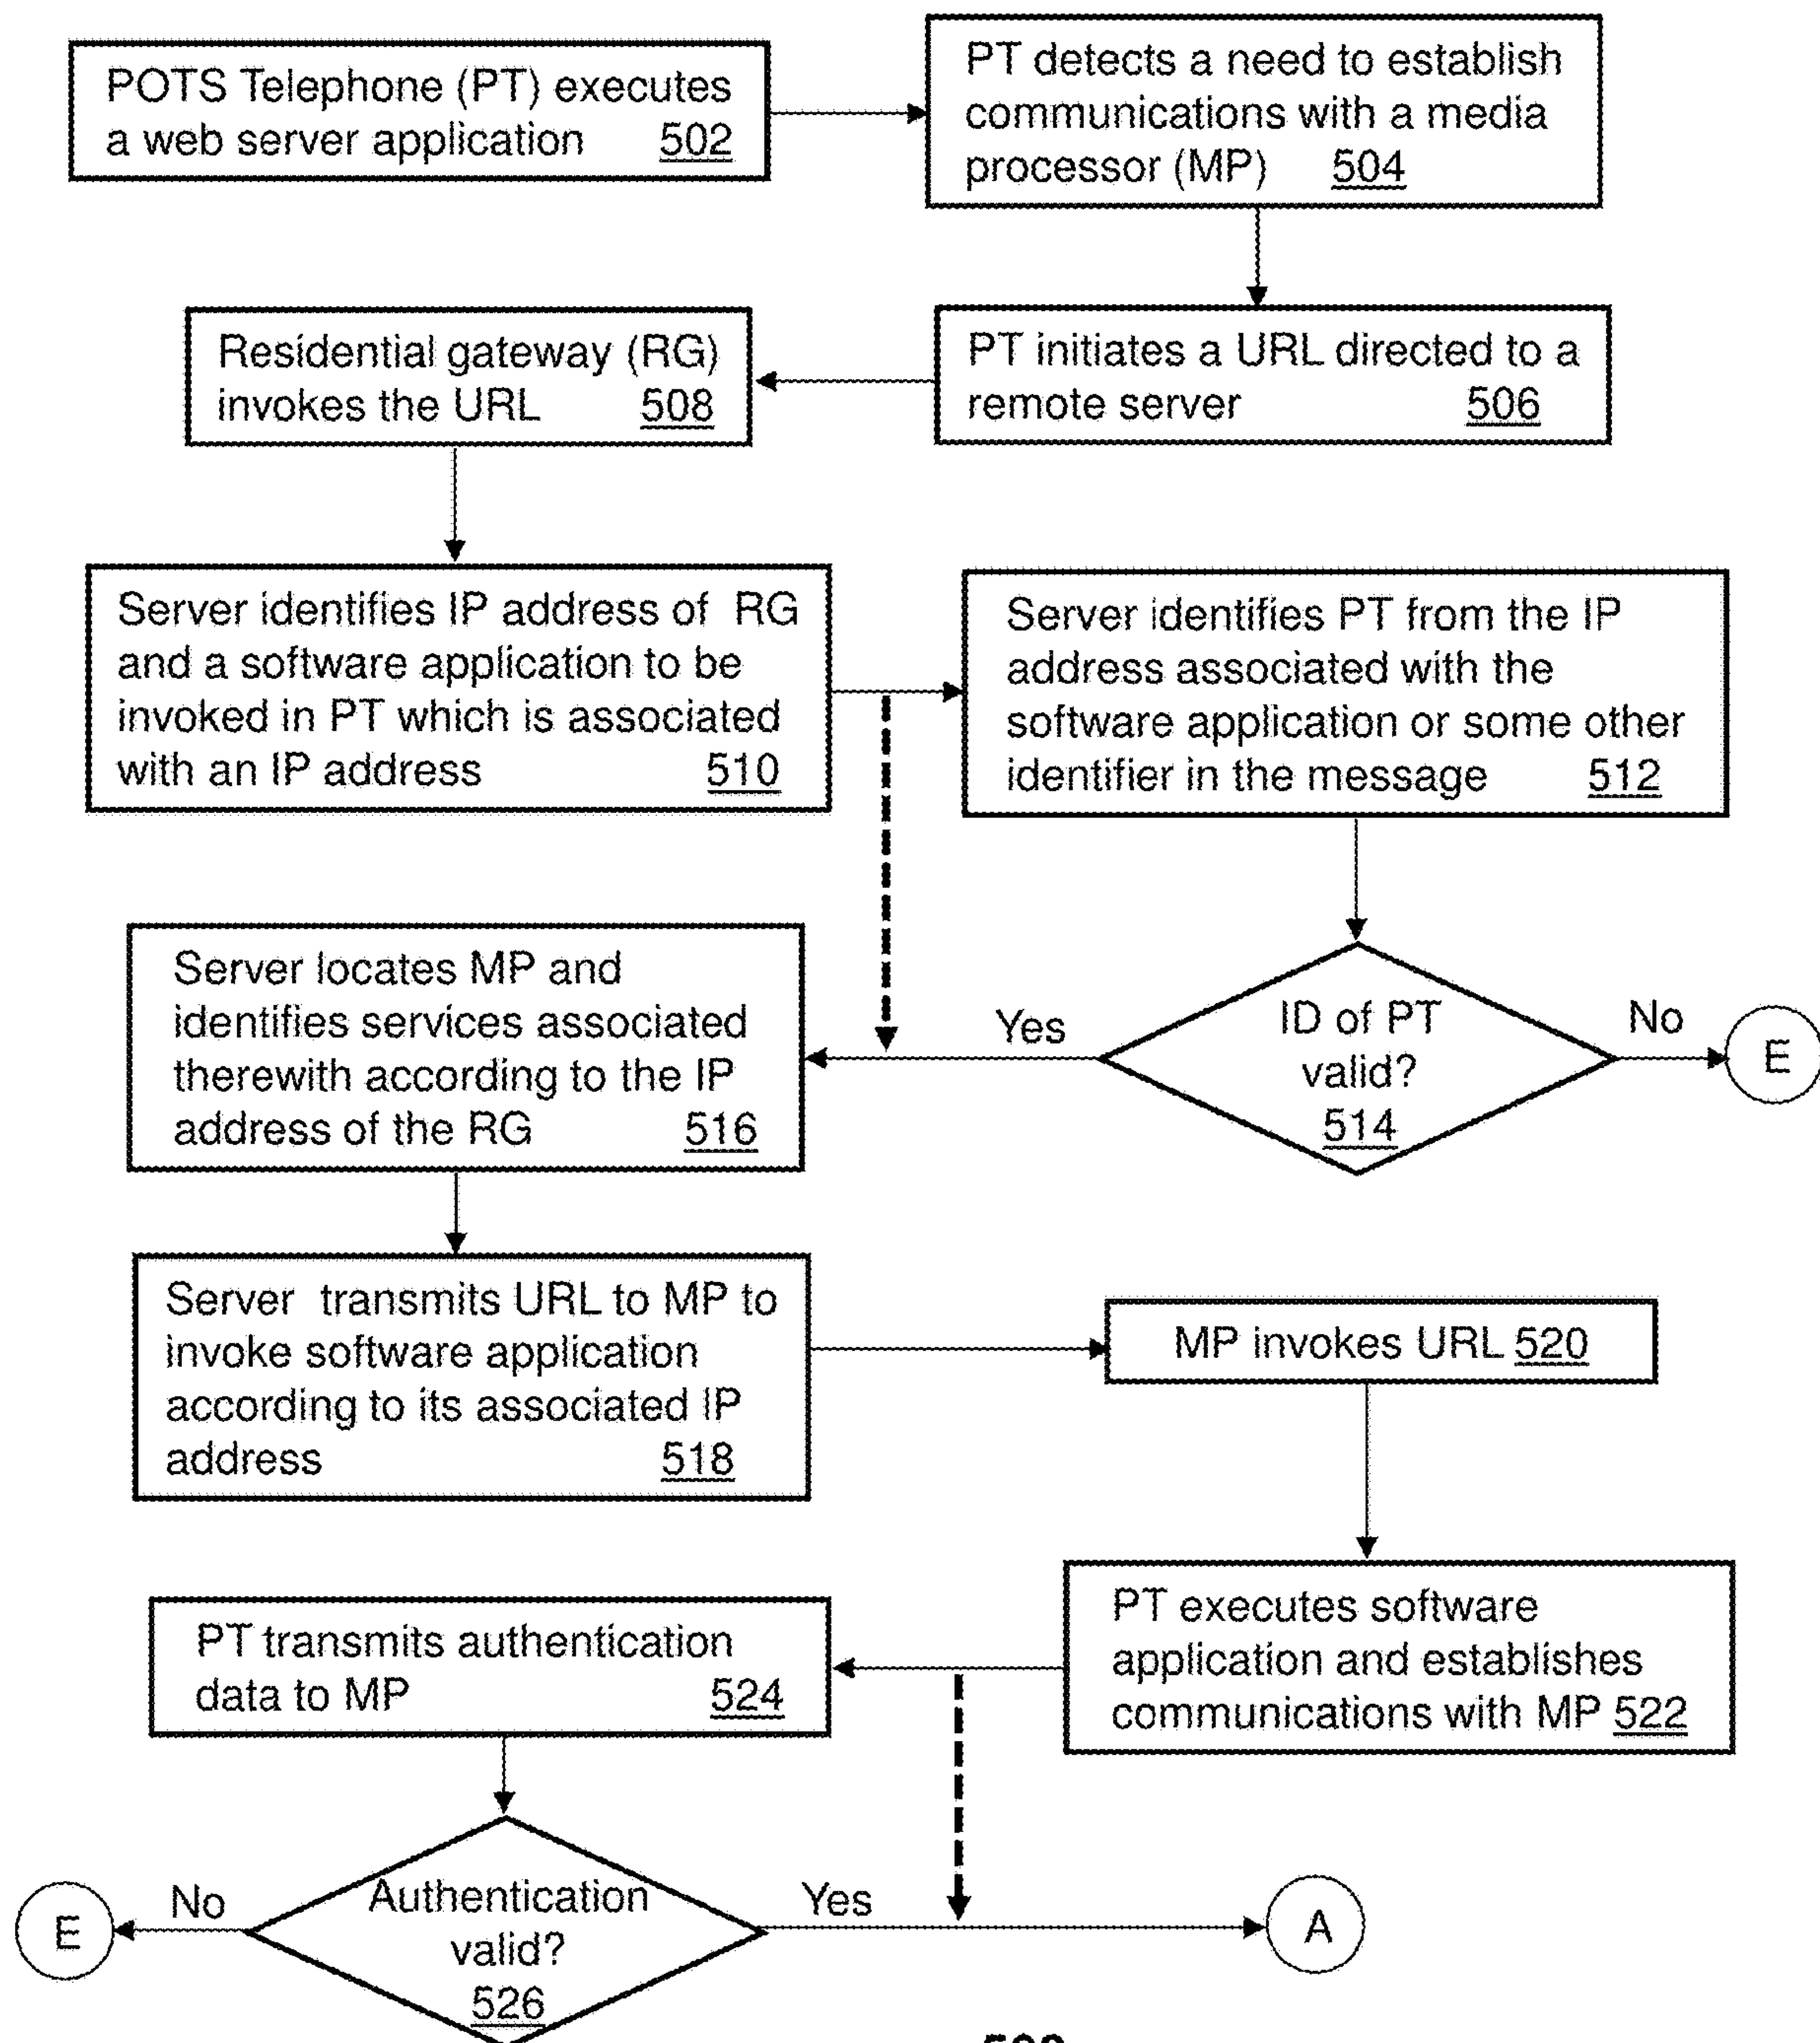 POTS Telephone (PT) executes
a web server application 502
PT detects a need to establish
communications with a media
processor (MP) 504
PT initiates a URL directed to a
remote server 506
Residential gateway (RG)
invokes the URL 508
Server identifies IP address of RG
and a software application to be
invoked in PT which is associated
with an IP address 510
Server identifies PT from the IP
address associated with the
software application or some other
identifier in the message 512
ID of PT
valid?
514
No
E
Yes
Server locates MP and
identifies services associated
therewith according to the IP
address of the RG 516
Server transmits URL to MP to
invoke software application
according to its associated IP
address 518
MP invokes URL 520
PT executes software
application and establishes
communications with MP 522
PT transmits authentication
data to MP 524
Authentication
valid?
526
No
E
Yes
A